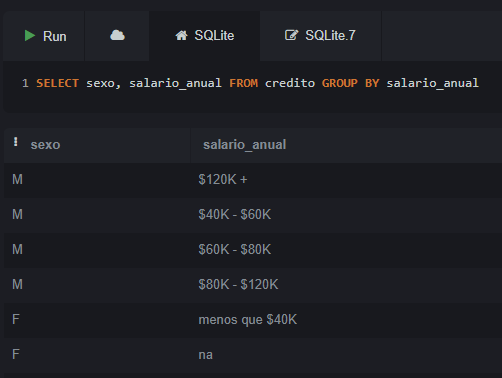 Run SQLite SQLite.7
1 SELECT sexo, salario_anual FROM credito GROUP BY salario_anual
sexo salario_anual
M $120K +
M $40K - $60K
M $60K - $80K
M $80K - $120K
F menos que $40K
F na